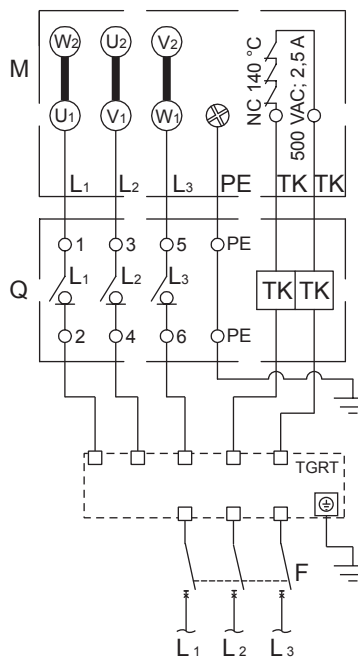 W2 U2 V2
M
U1 V1 W1
NC 140 °C
500 VAC; 2,5 A
L1 L2 L3 PE TK TK
1 3 5 PE
Q L1 L2 L3 TK TK
2 4 6 PE
TGRT
F
L1 L2 L3